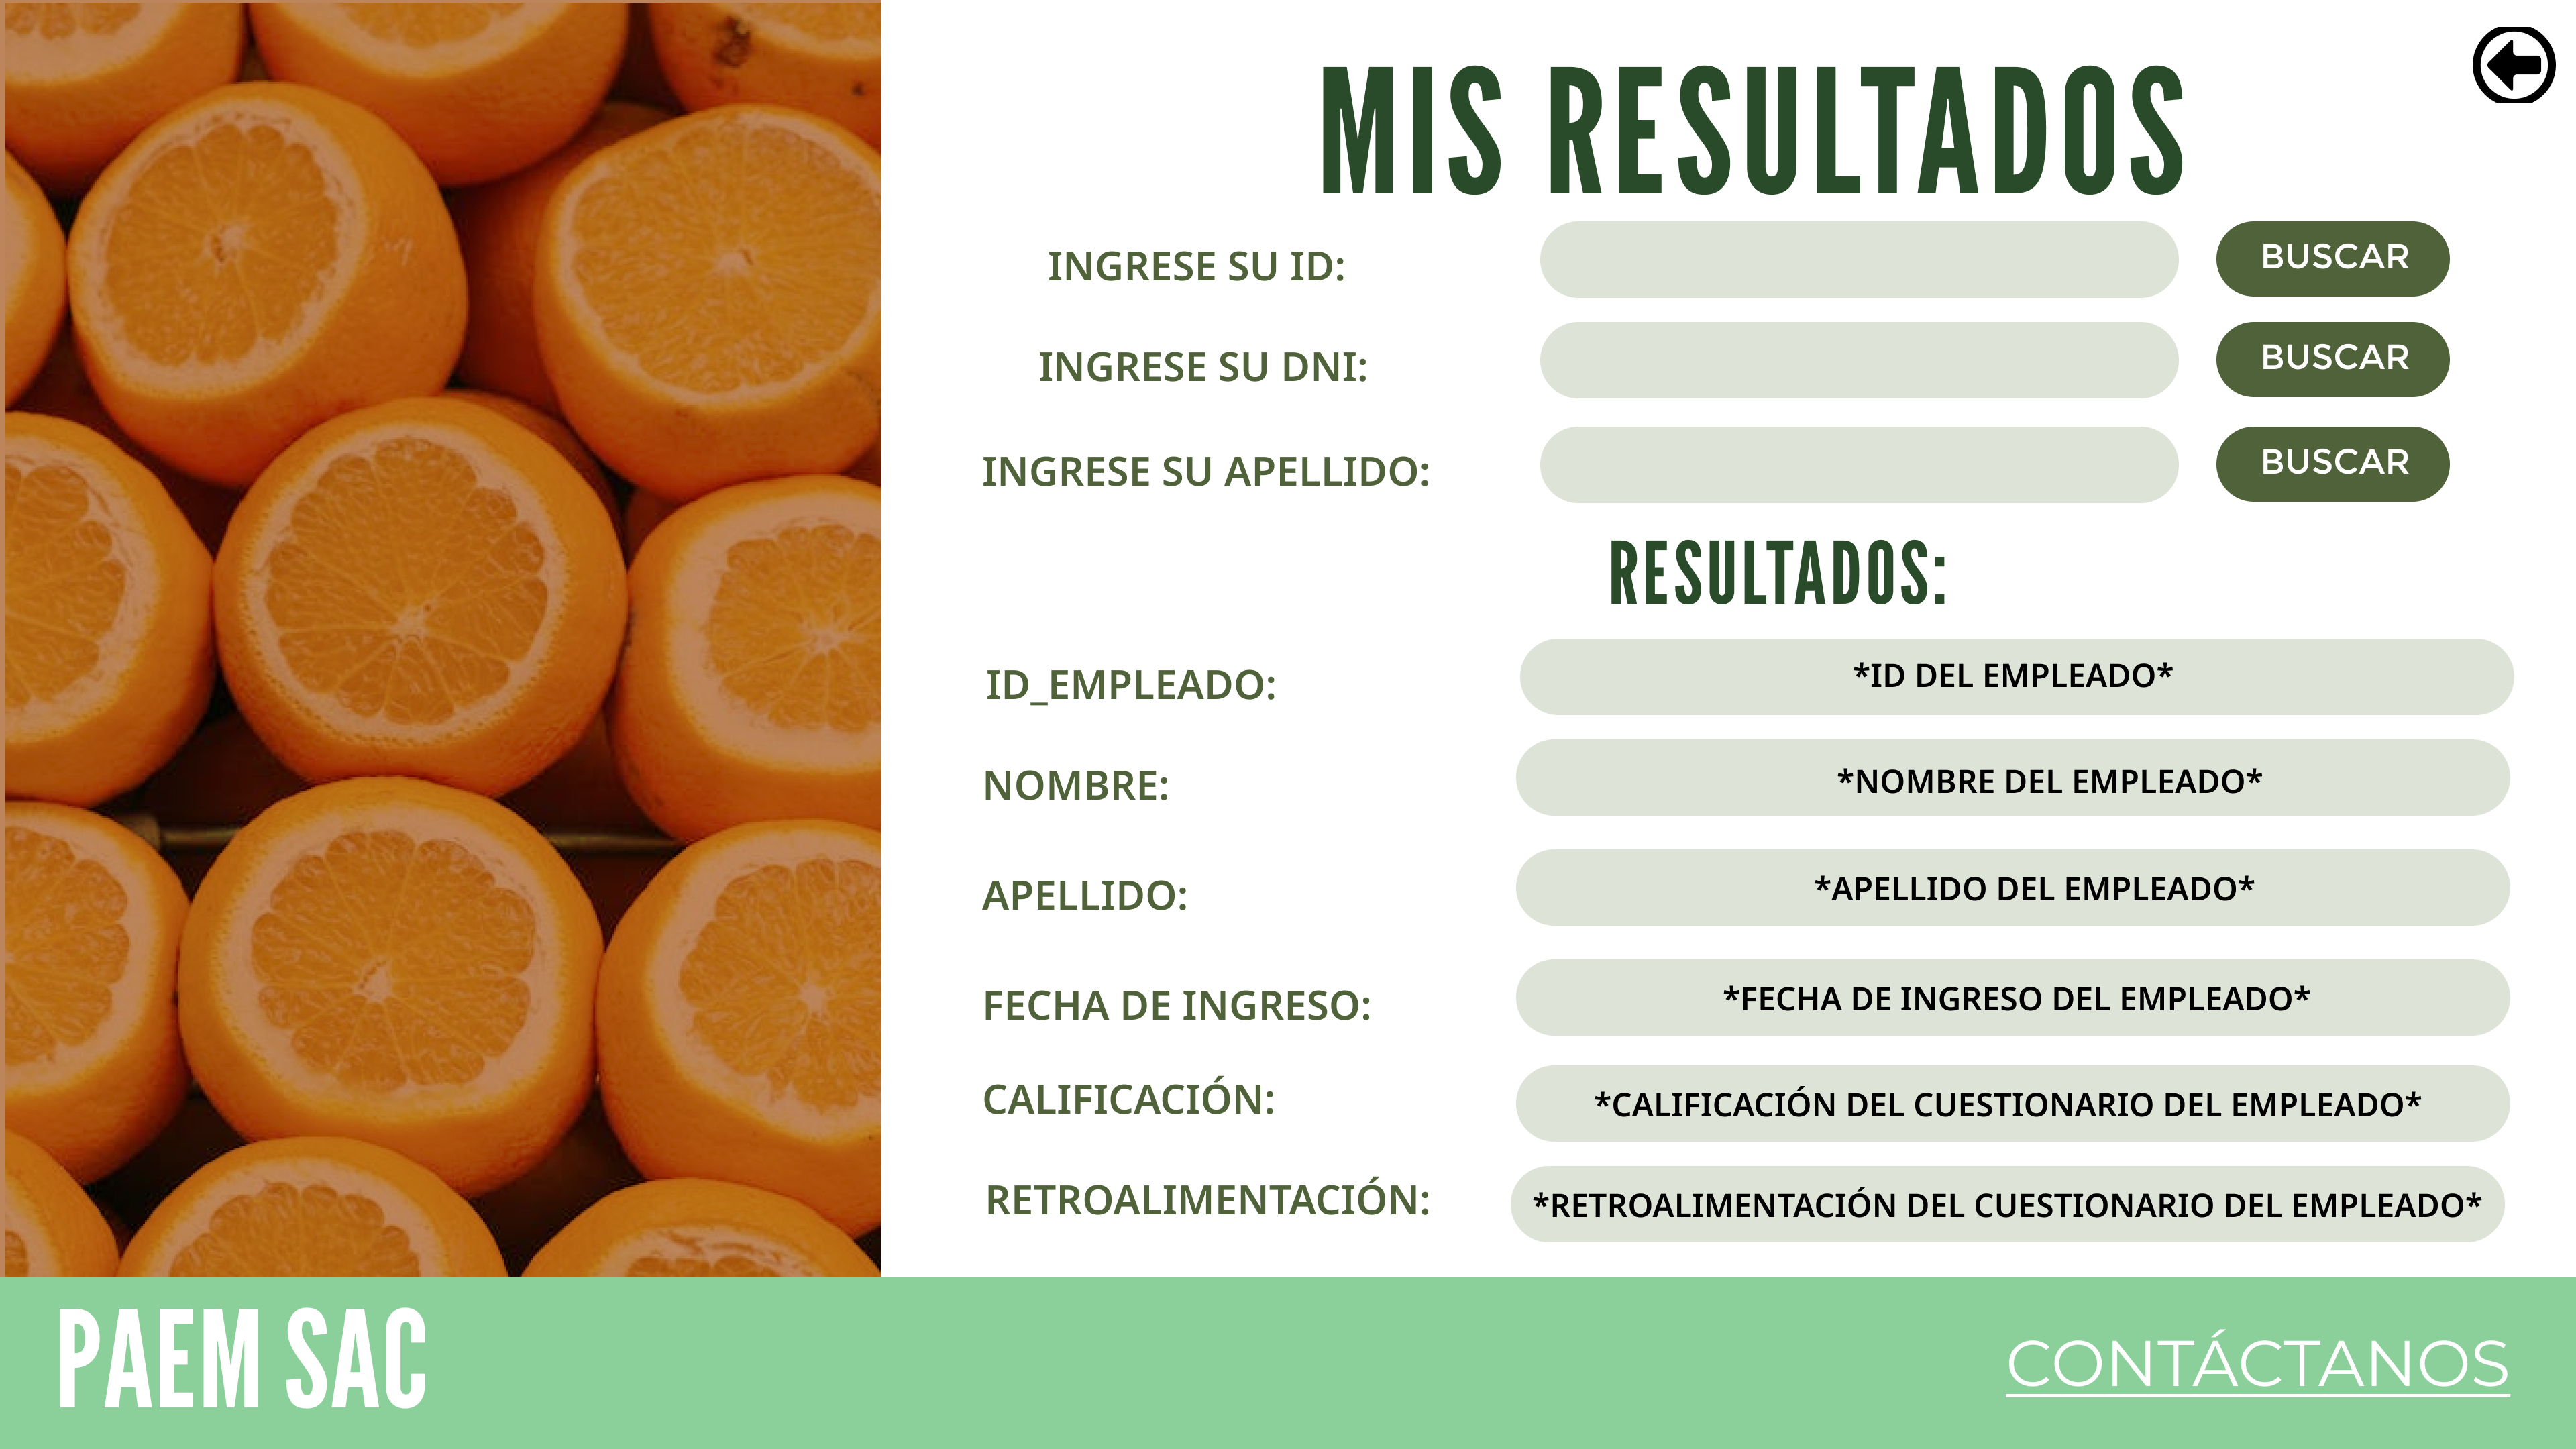 MIS RESULTADOS
INGRESE SU ID:
BUSCAR
INGRESE SU DNI:
BUSCAR
INGRESE SU APELLIDO:
BUSCAR
RESULTADOS:
ID_EMPLEADO:
*ID DEL EMPLEADO*
NOMBRE:
*NOMBRE DEL EMPLEADO*
APELLIDO:
*APELLIDO DEL EMPLEADO*
FECHA DE INGRESO:
*FECHA DE INGRESO DEL EMPLEADO*
CALIFICACIÓN:
*CALIFICACIÓN DEL CUESTIONARIO DEL EMPLEADO*
RETROALIMENTACIÓN:
*RETROALIMENTACIÓN DEL CUESTIONARIO DEL EMPLEADO*
PAEM SAC
CONTÁCTANOS